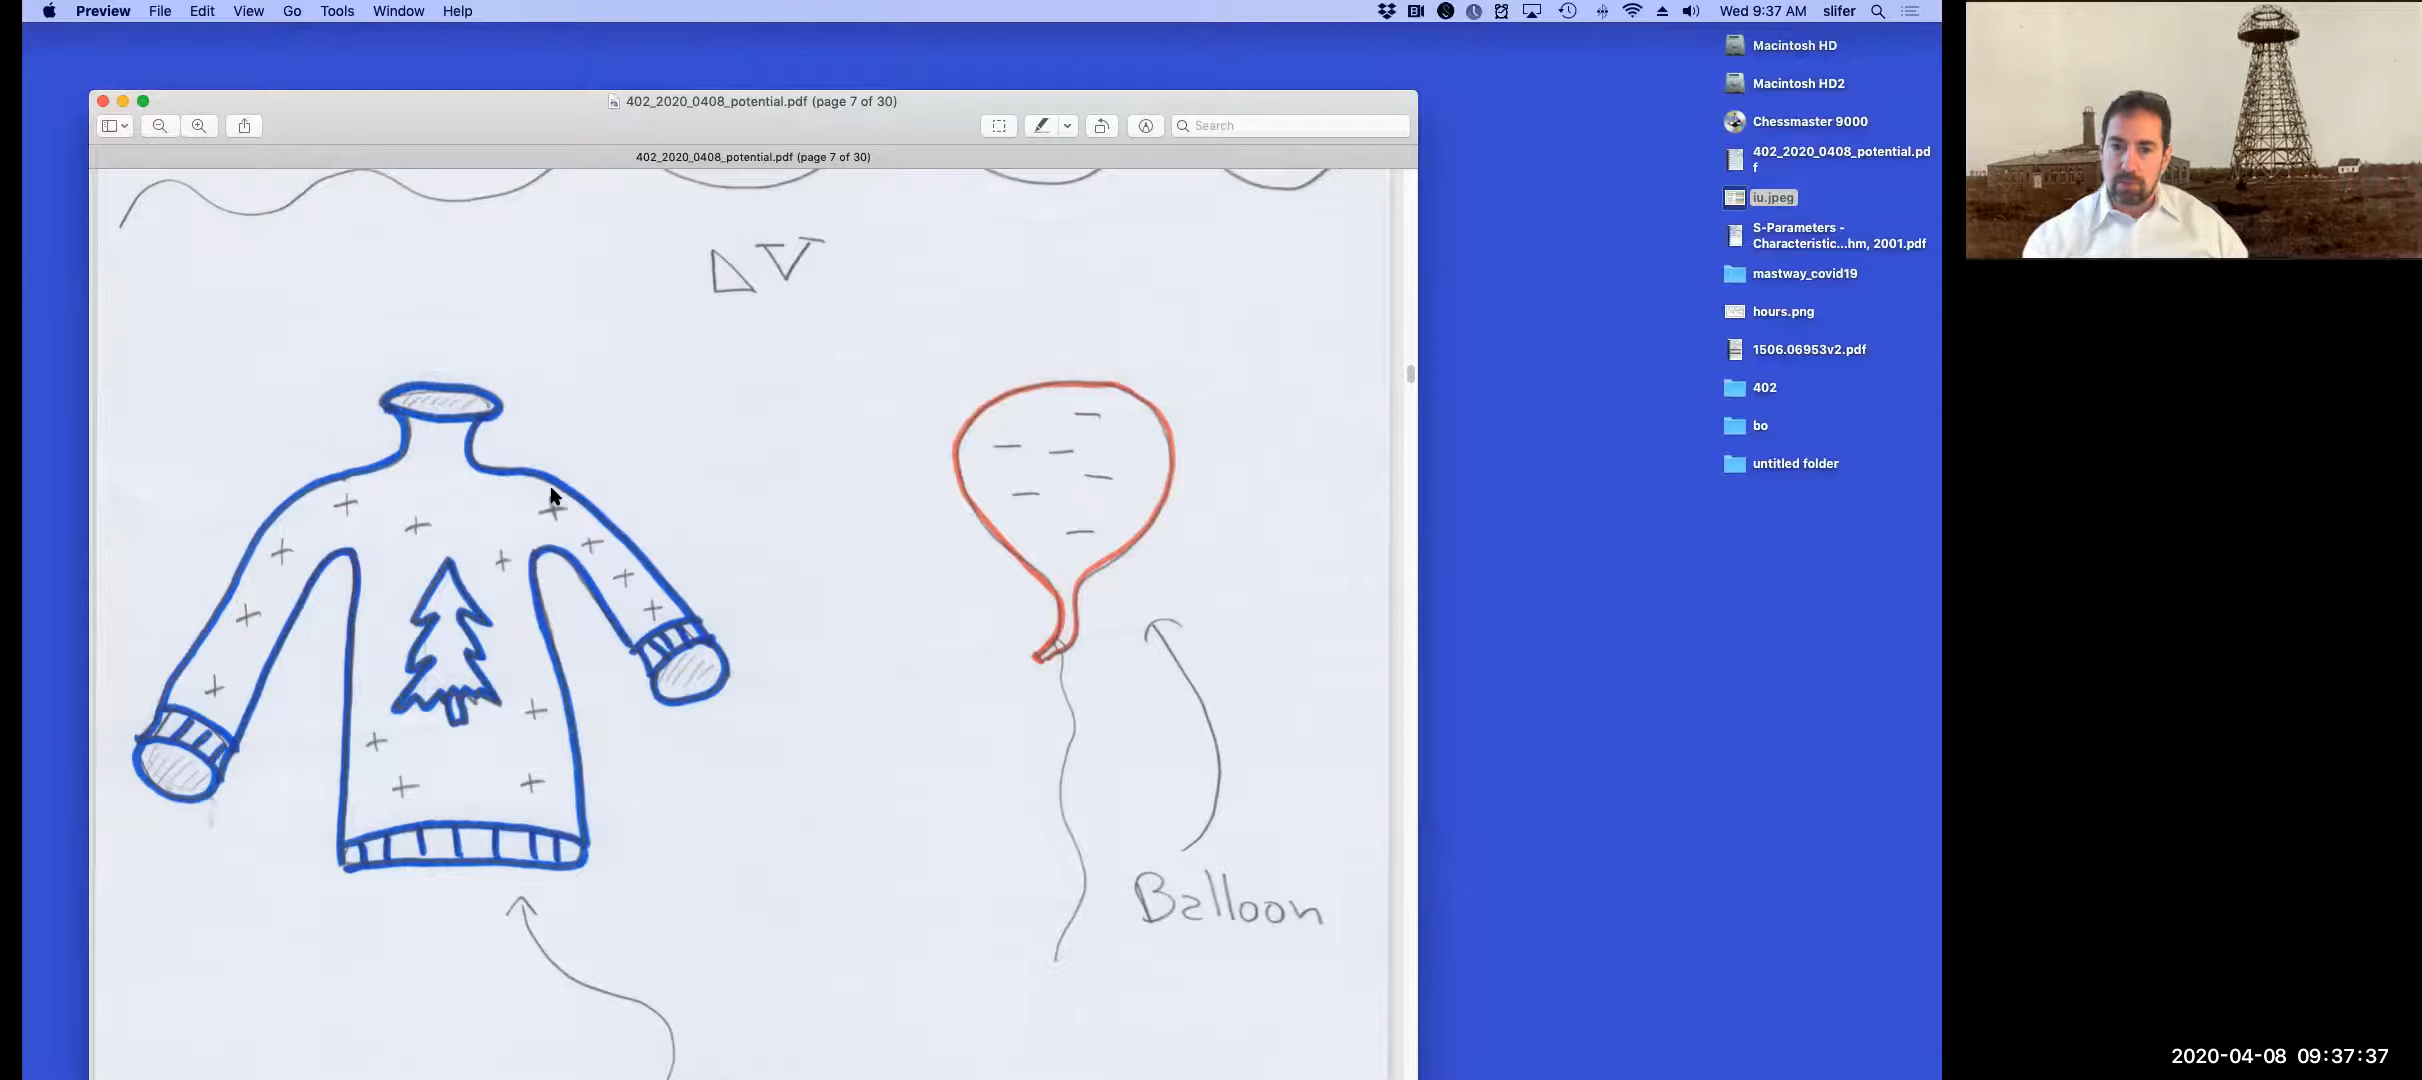 Preview File Edit View Go Tools Window Help
Wed 9:37 AM slifer
402_2020_0408_potential.pdf (page 7 of 30)
Search
402_2020_0408_potential.pdf (page 7 of 30)
ΔV
Balloon
Macintosh HD
Macintosh HD2
Chessmaster 9000
402_2020_0408_potential.pd
f
iu.jpeg
S-Parameters -
Characteristic...hm, 2001.pdf
mastway_covid19
hours.png
1506.06953v2.pdf
402
bo
untitled folder
2020-04-08 09:37:37